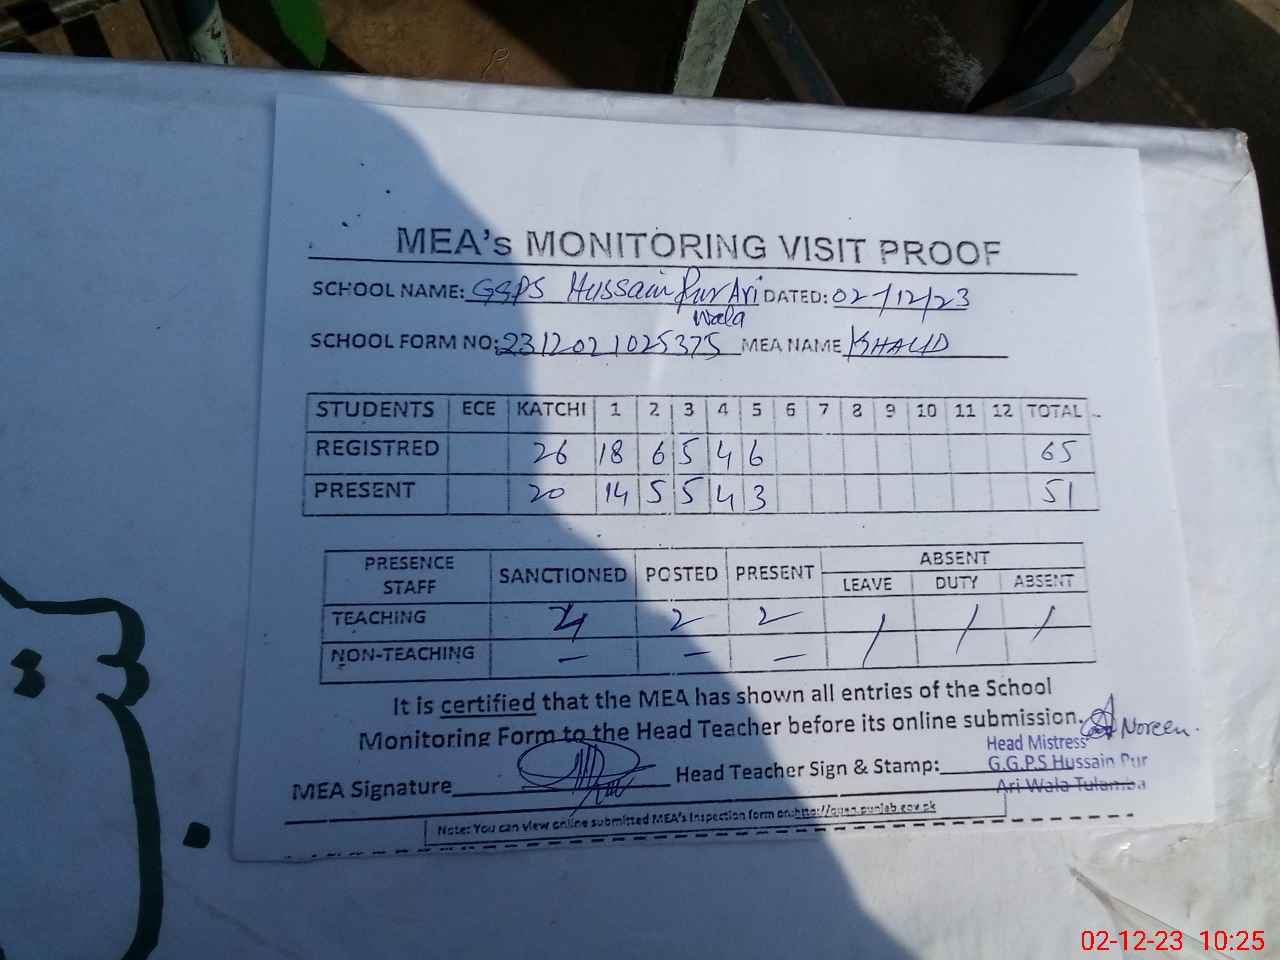 MEA's MONITORING VISIT PROOF
SCHOOL NAME: GGPS Hussain Pur Ari Wala DATED: 02/12/23
SCHOOL FORM NO: 2312021025375 MEA NAME KHALID
STUDENTS ECE KATCHI 1 2 3 4 5 6 7 8 9 10 11 12 TOTAL
REGISTRED 26 18 6 5 4 6 65
PRESENT 20 14 5 5 4 3 51
PRESENCE STAFF SANCTIONED POSTED PRESENT ABSENT
LEAVE DUTY ABSENT
TEACHING 4 2 2 / / /
NON-TEACHING - - -
It is certified that the MEA has shown all entries of the School
Monitoring Form to the Head Teacher before its online submission.
Noreen.
MEA Signature Head Teacher Sign & Stamp:
Head Mistress
G.G.P.S Hussain Pur
Ari Wala Tulamba
Note: You can view online submitted MEA's Inspection form on: http://open.punjab.gov.pk
02-12-23 10:25